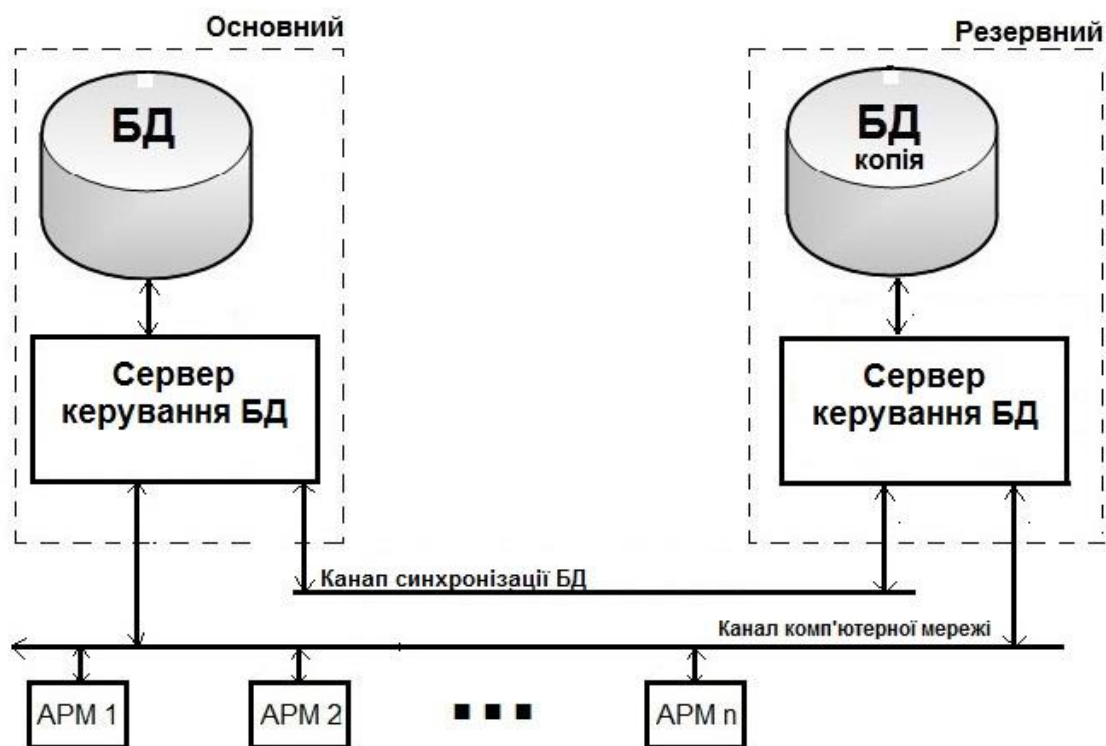 Основний
Резервний
БД
БД
копія
Сервер
керування БД
Сервер
керування БД
Канап синхронізації БД
Канал комп'ютерної мережі
АРМ 1
АРМ 2
АРМ n